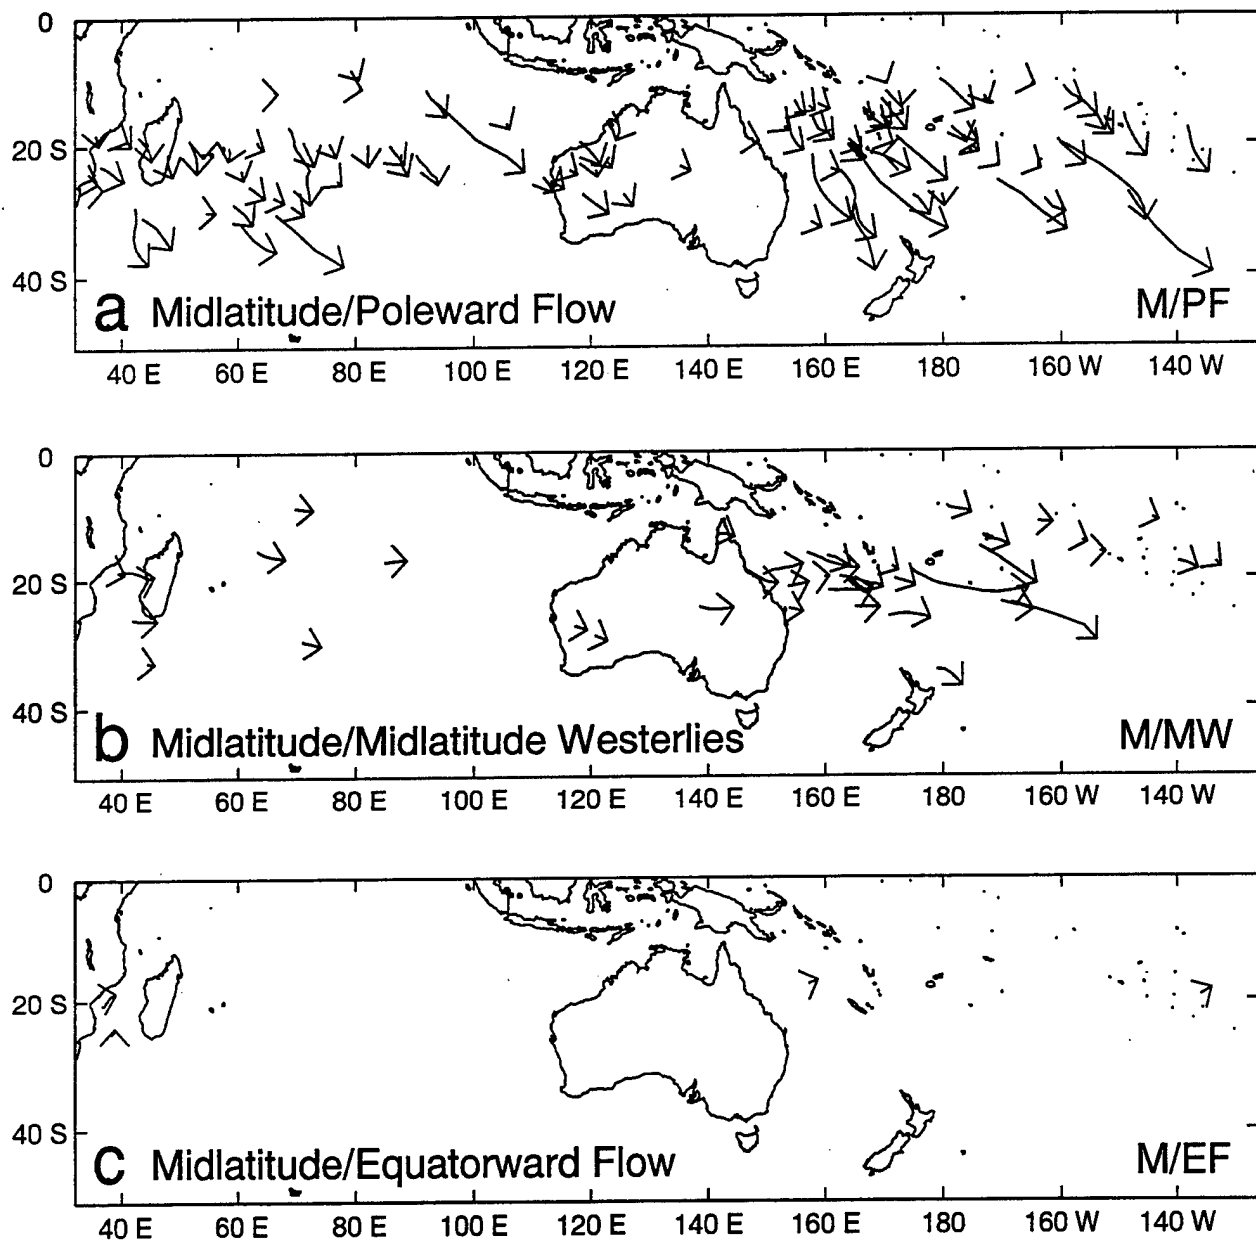 0
20 S
40 S
a Midlatitude/Poleward Flow M/PF
40 E 60 E 80 E 100 E 120 E 140 E 160 E 180 160 W 140 W
0
20 S
40 S
b Midlatitude/Midlatitude Westerlies M/MW
40 E 60 E 80 E 100 E 120 E 140 E 160 E 180 160 W 140 W
0
20 S
40 S
c Midlatitude/Equatorward Flow M/EF
40 E 60 E 80 E 100 E 120 E 140 E 160 E 180 160 W 140 W